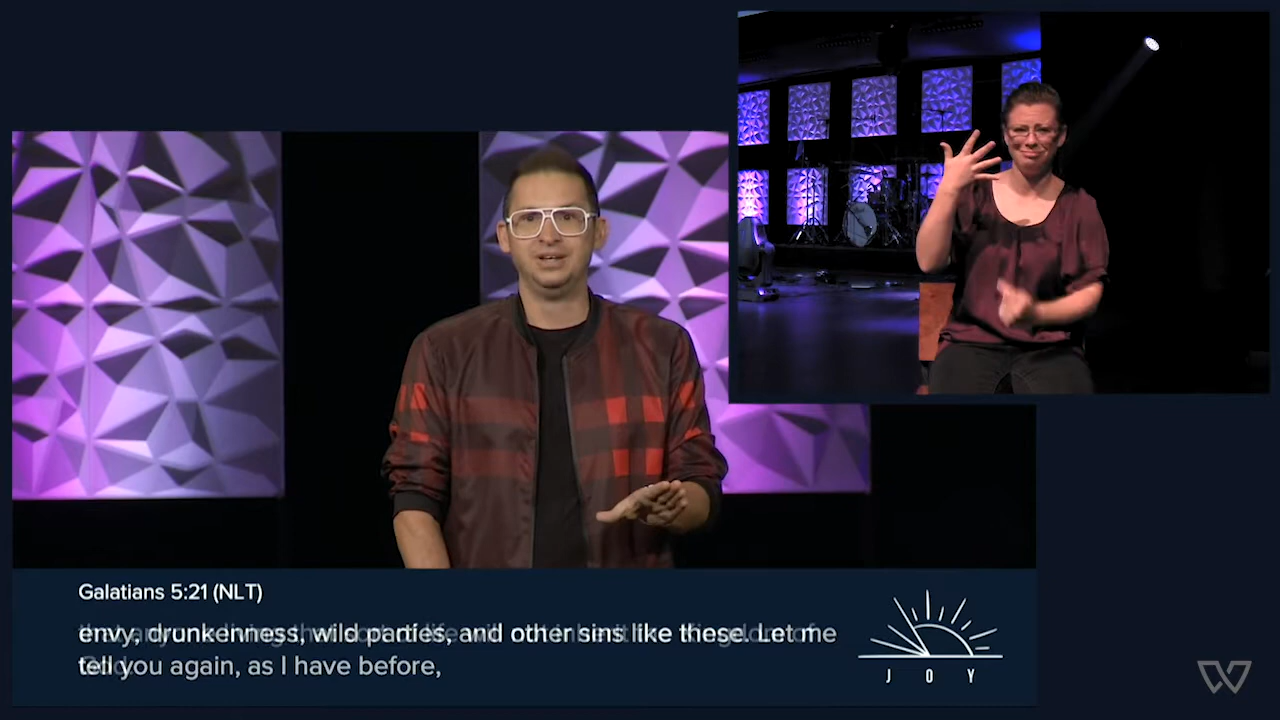 Galatians 5:21 (NLT)
envy, drunkenness, wild parties, and other sins like these. Let me
tell you again, as I have before,
JOY